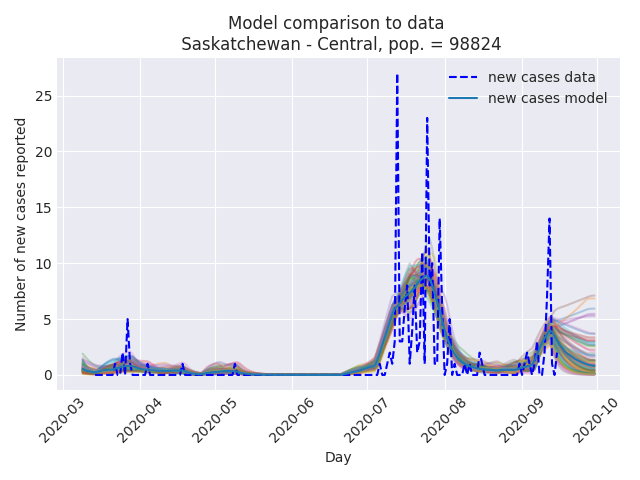 Model comparison to data
Saskatchewan - Central, pop. = 98824
new cases data
new cases model
Number of new cases reported
25
20
15
10
5
0
2020-03
2020-04
2020-05
2020-06
2020-07
2020-08
2020-09
2020-10
Day